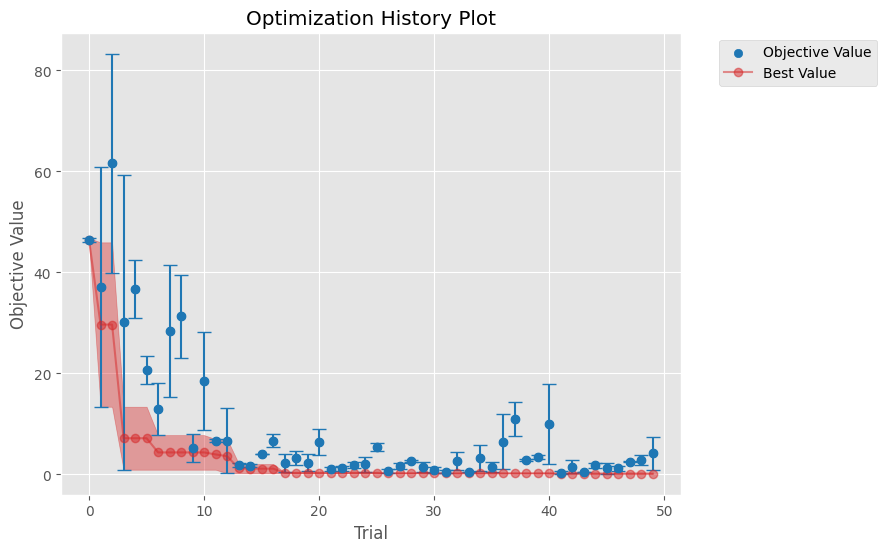 Optimization History Plot
Objective Value
Best Value
Objective Value
80
60
40
20
0
0 10 20 30 40 50
Trial